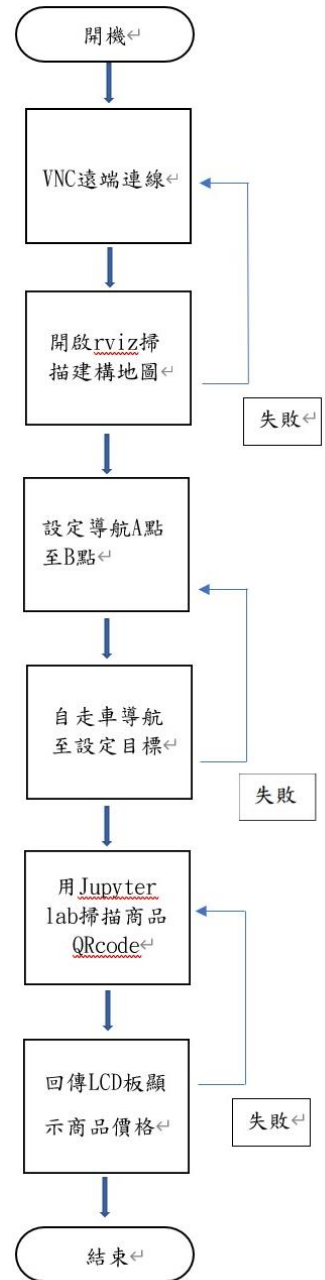 開機
VNC遠端連線
開啟rviz掃
描建構地圖
失敗
設定導航A點
至B點
自走車導航
至設定目標
失敗
用Jupyter
lab掃描商品
QRcode
回傳LCD板顯
示商品價格
失敗
結束